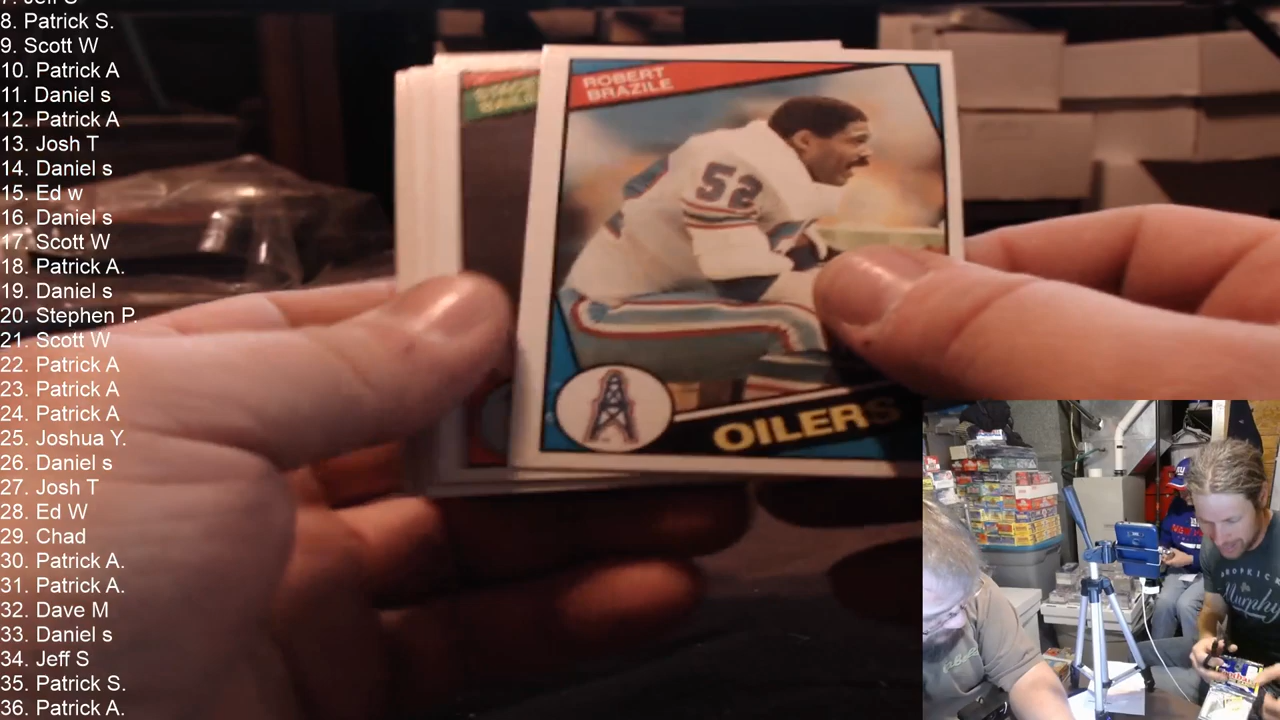 8. Patrick S.
9. Scott W
10. Patrick A
11. Daniel s
12. Patrick A
13. Josh T
14. Daniel s
15. Ed w
16. Daniel s
17. Scott W
18. Patrick A.
19. Daniel s
20. Stephen P.
21. Scott W
22. Patrick A
23. Patrick A
24. Patrick A
25. Joshua Y.
26. Daniel s
27. Josh T
28. Ed W
29. Chad
30. Patrick A.
31. Patrick A.
32. Dave M
33. Daniel s
34. Jeff S
35. Patrick S.
36. Patrick A.
ROBERT
BRAZILE
52
OILERS